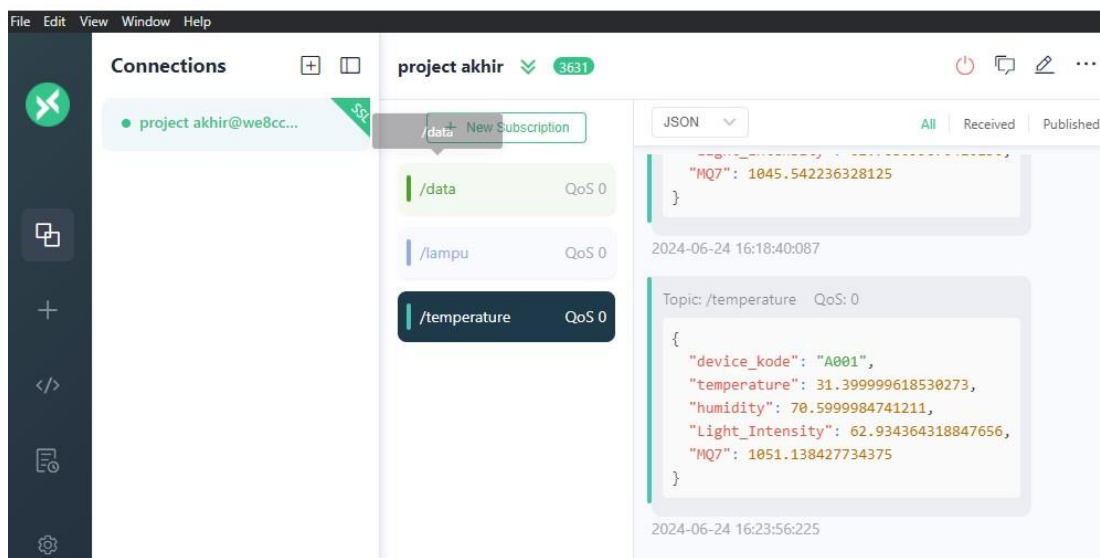 File Edit View Window Help
Connections
project akhir@we8cc...
SSL
project akhir 3631
/data
+ New Subscription
/data QoS 0
/lampu QoS 0
/temperature QoS 0
JSON
All Received Published
"MQ7": 1045.542236328125
}
2024-06-24 16:18:40:087
Topic: /temperature QoS: 0
{
"device_kode": "A001",
"temperature": 31.399999618530273,
"humidity": 70.5999984741211,
"Light_Intensity": 62.934364318847656,
"MQ7": 1051.138427734375
}
2024-06-24 16:23:56:225